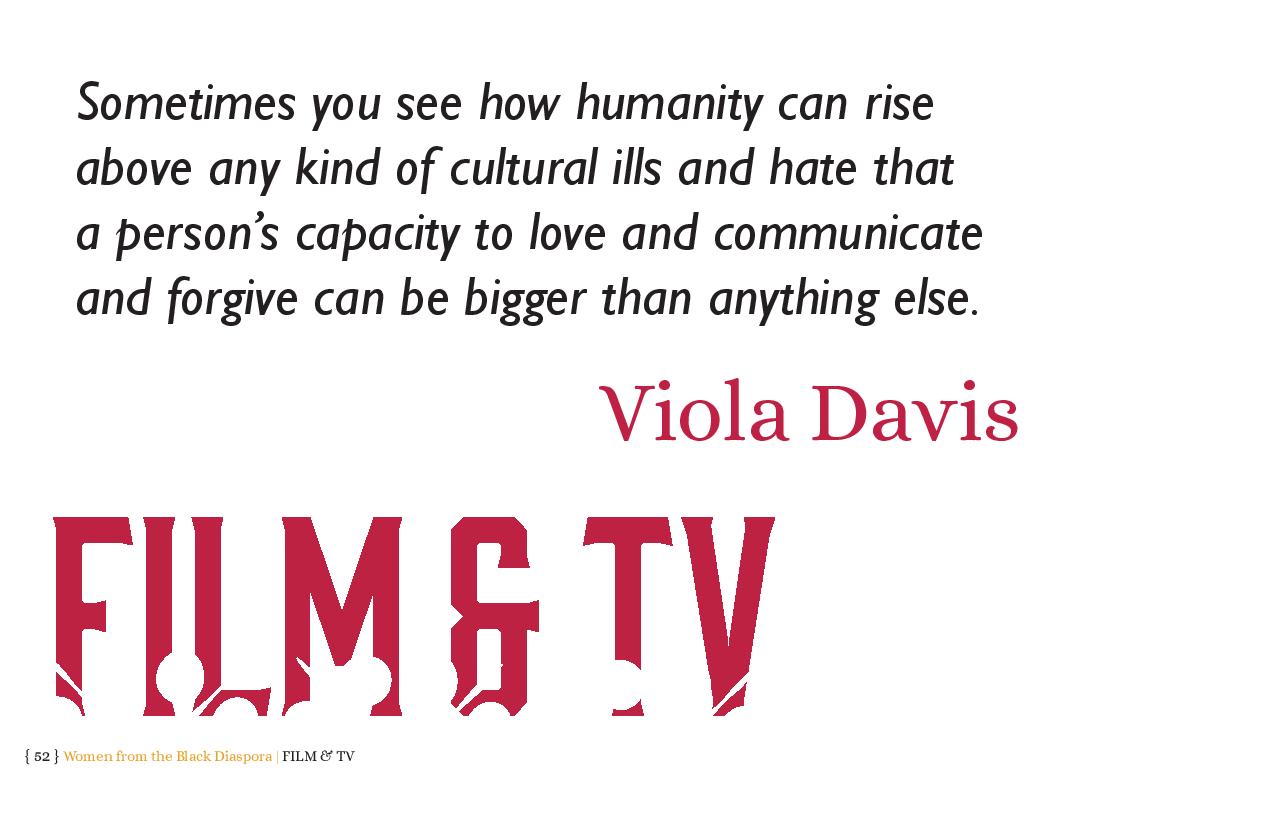 Sometimes you see how humanity can rise
above any kind of cultural ills and hate that
a person’s capacity to love and communicate
and forgive can be bigger than anything else.
Viola Davis
FILM & TV
{ 52 } Women from the Black Diaspora | FILM & TV